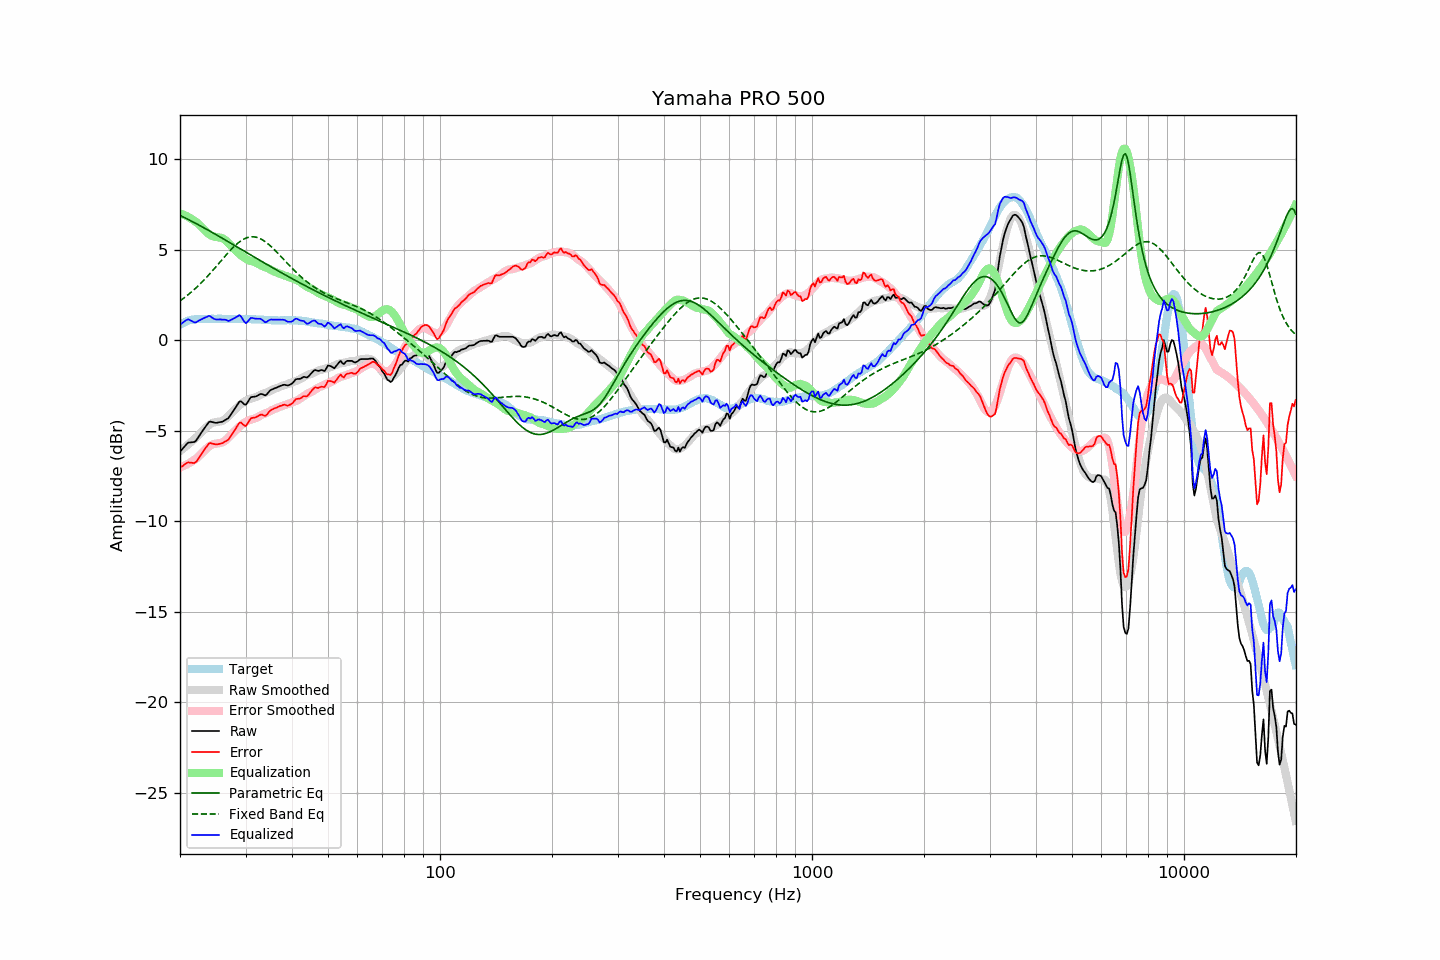 Yamaha PRO 500
10
5
0
−5
−10
−15
−20
−25
Amplitude (dBr)
Target
Raw Smoothed
Error Smoothed
Raw
Error
Equalization
Parametric Eq
Fixed Band Eq
Equalized
100
1000
10000
Frequency (Hz)